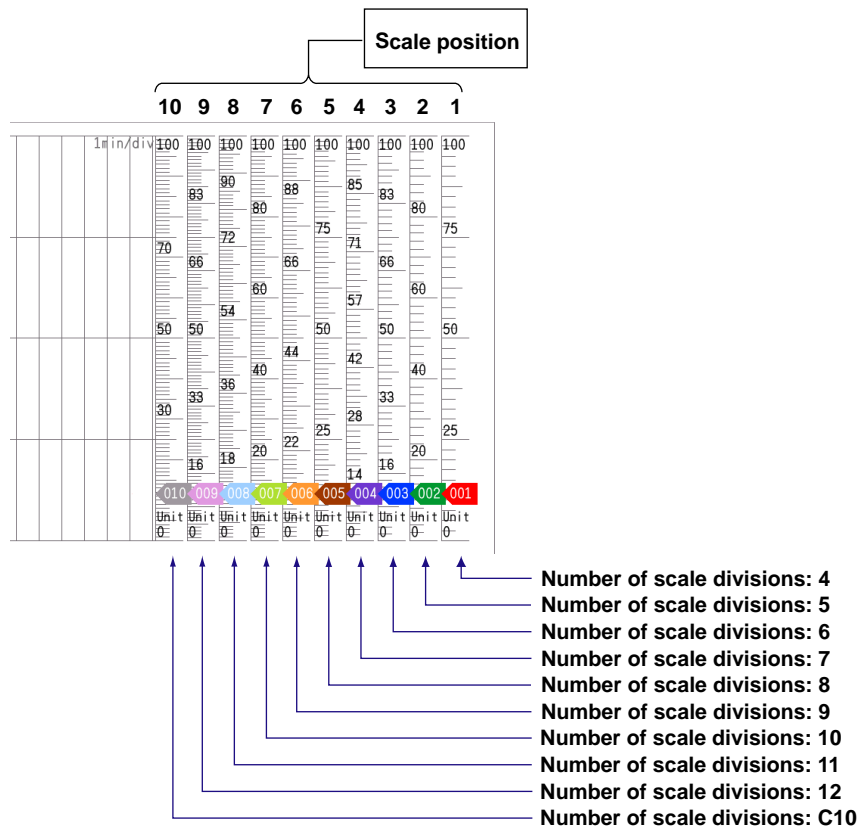 Scale position
10 9 8 7 6 5 4 3 2 1
1min/div 100 100 100 100 100 100 100 100 100 100
90
88 85
83 83
80 80
75 75
72
71
70
66 66 66
60 60
57
54
50 50 50 50 50
44
42
40 40
36
33 33
30
28
25 25
22
20 20
18
16 16
14
010 009 008 007 006 005 004 003 002 001
Unit Unit Unit Unit Unit Unit Unit Unit Unit Unit
0 0 0 0 0 0 0 0 0 0
Number of scale divisions: 4
Number of scale divisions: 5
Number of scale divisions: 6
Number of scale divisions: 7
Number of scale divisions: 8
Number of scale divisions: 9
Number of scale divisions: 10
Number of scale divisions: 11
Number of scale divisions: 12
Number of scale divisions: C10